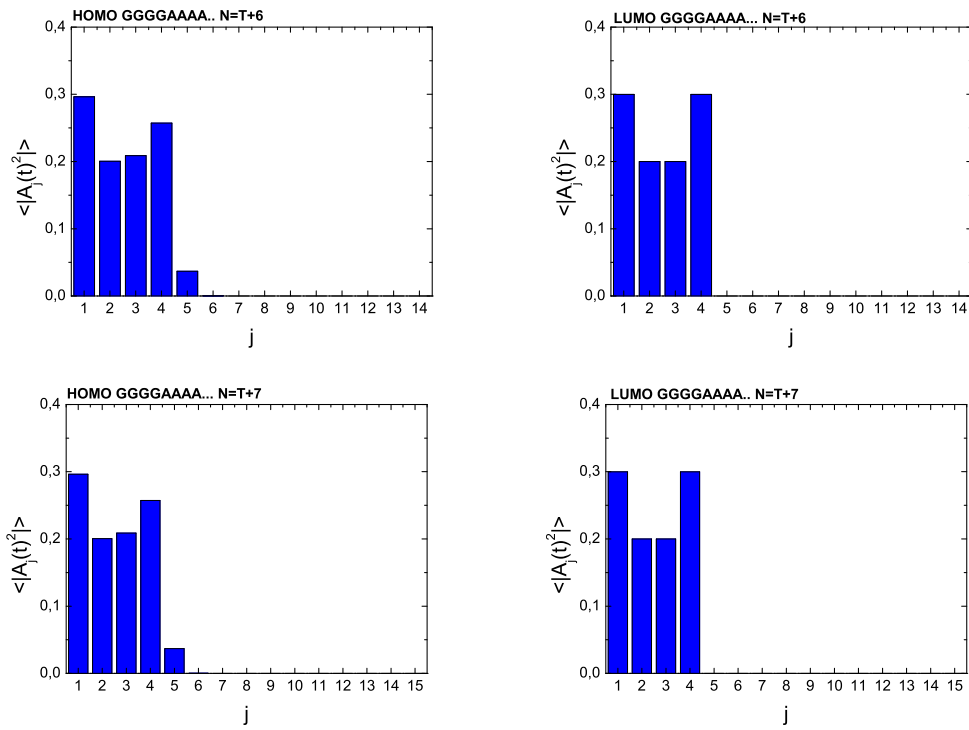 HOMO GGGGAAAA.. N=T+6
0,4
0,3
0,2
0,1
0,0
<|A_j(t)^2|>
1 2 3 4 5 6 7 8 9 10 11 12 13 14
j
LUMO GGGGAAAA.. N=T+6
0,4
0,3
0,2
0,1
0,0
<|A_j(t)^2|>
1 2 3 4 5 6 7 8 9 10 11 12 13 14
j
HOMO GGGGAAAA... N=T+7
0,4
0,3
0,2
0,1
0,0
<|A_j(t)^2|>
1 2 3 4 5 6 7 8 9 10 11 12 13 14 15
j
LUMO GGGGAAAA.. N=T+7
0,4
0,3
0,2
0,1
0,0
<|A_j(t)^2|>
1 2 3 4 5 6 7 8 9 10 11 12 13 14 15
j